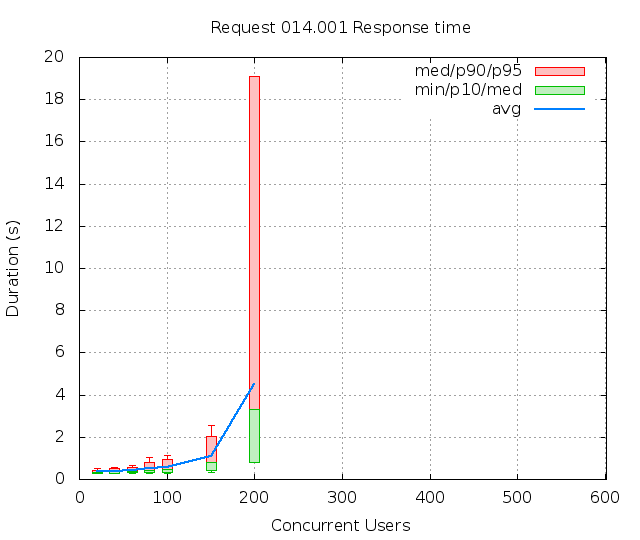 Request 014.001 Response time
20
18
16
14
12
10
8
6
4
2
0
med/p90/p95
min/p10/med
avg
Duration (s)
0 100 200 300 400 500 600
Concurrent Users